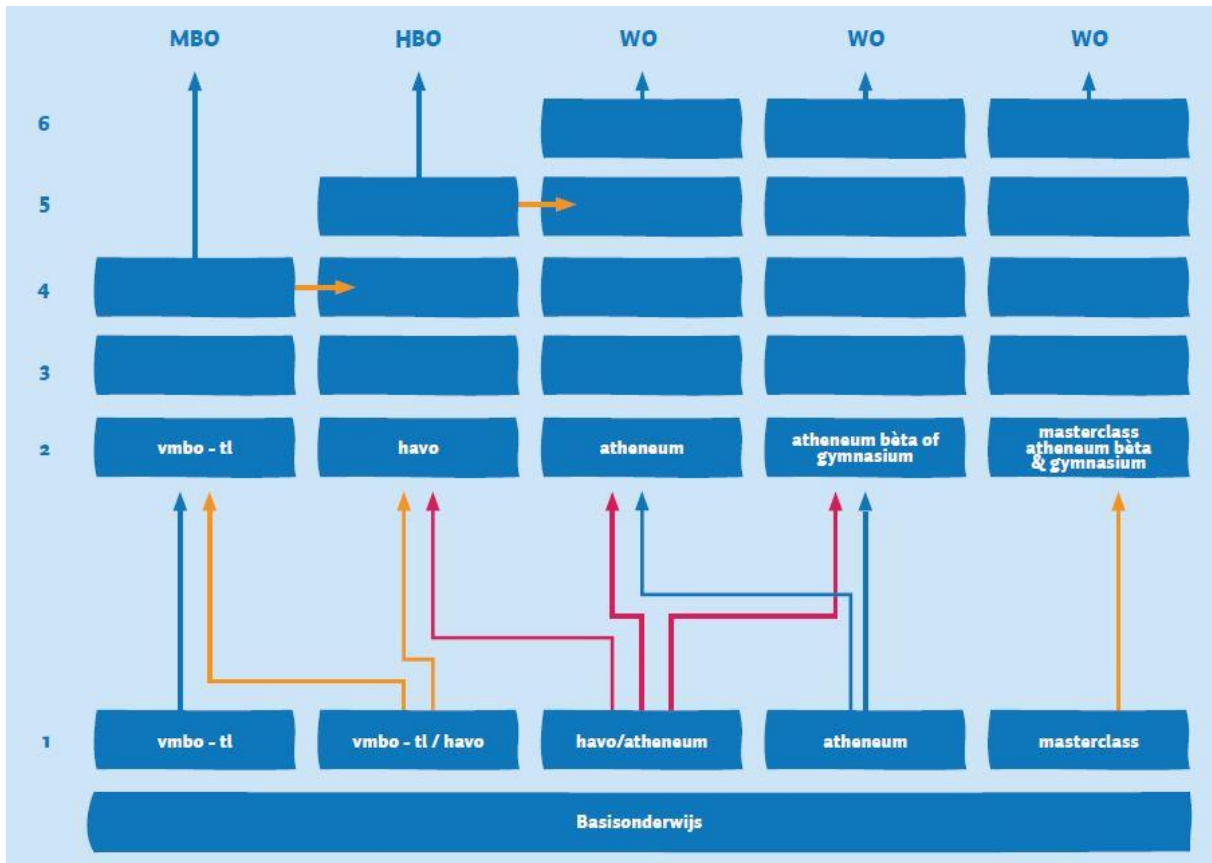 MBO HBO WO WO WO
6
5
4
3
2 vmbo - tl havo atheneum atheneum bèta of
gymnasium masterclass
atheneum bèta
& gymnasium
1 vmbo - tl vmbo - tl / havo havo/atheneum atheneum masterclass
Basisonderwijs